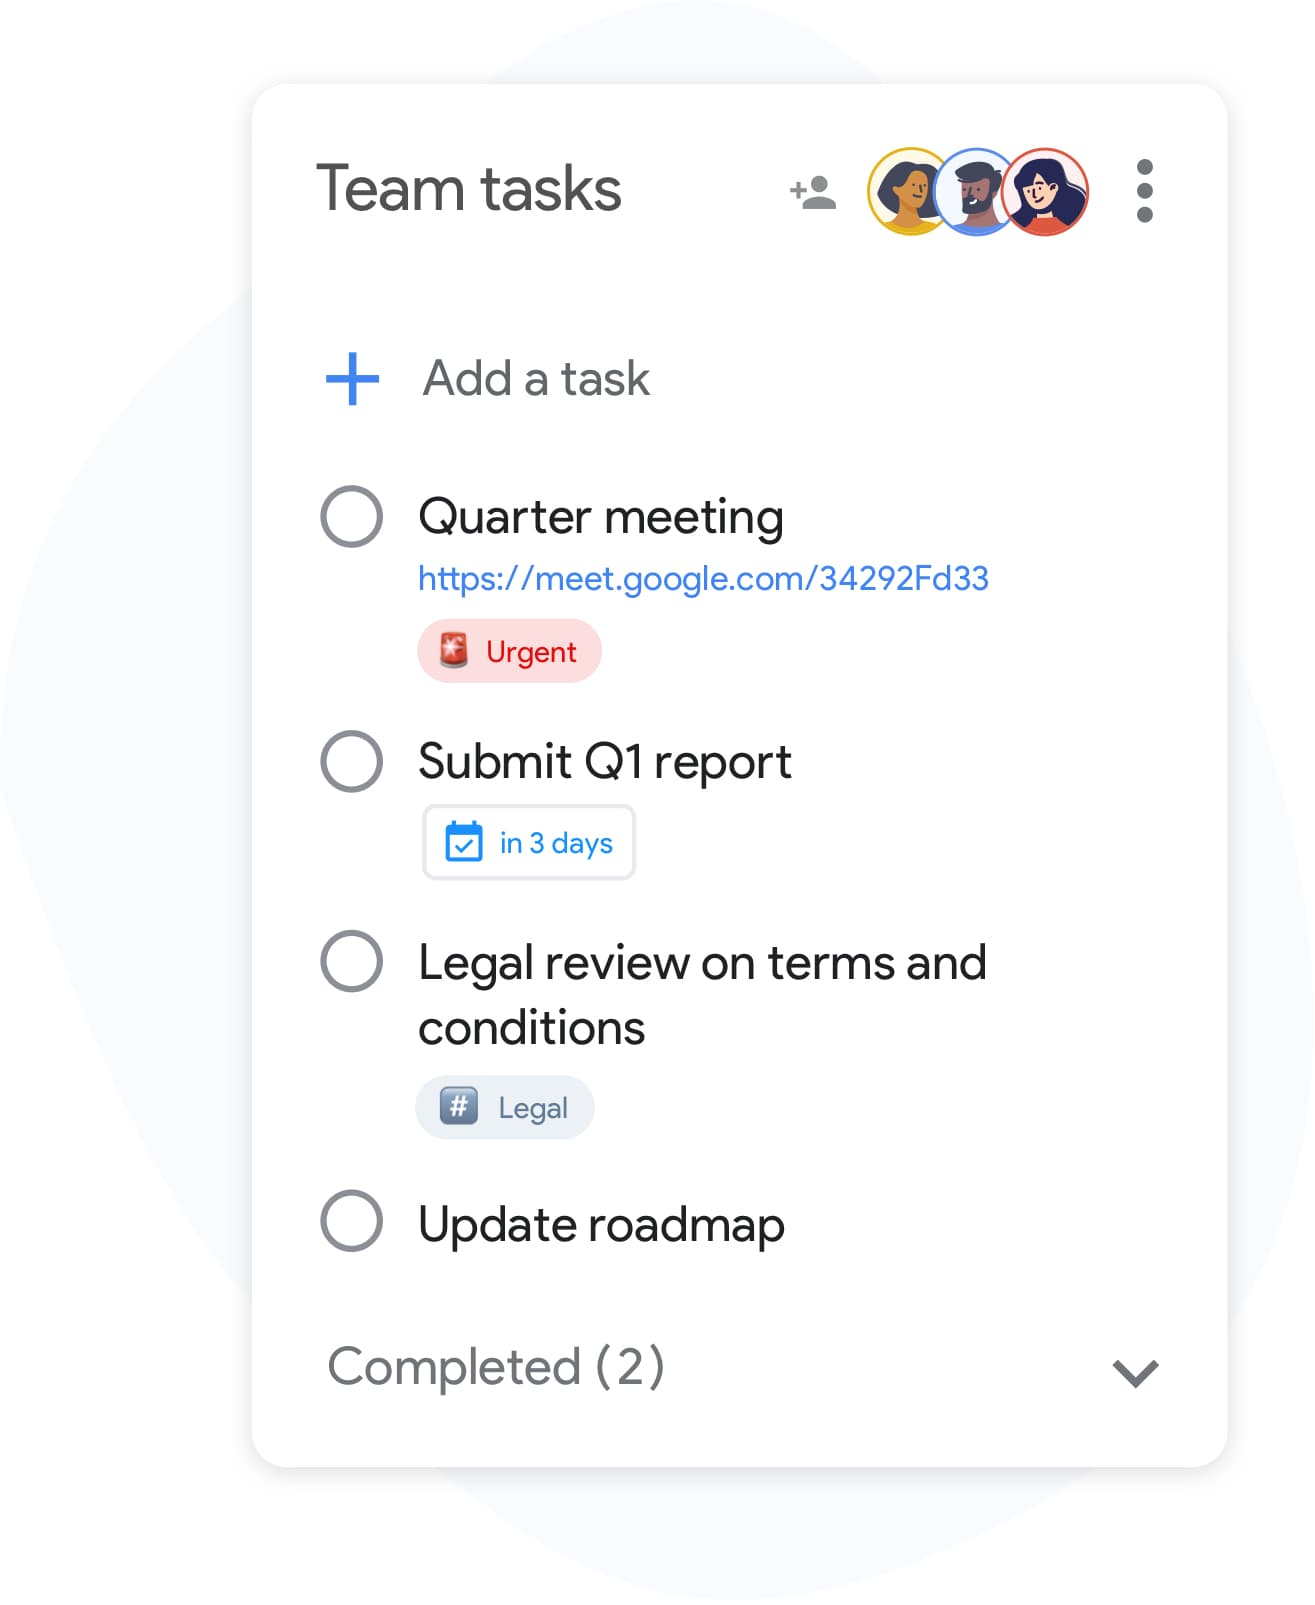 Team tasks
Add a task
Quarter meeting
https://meet.google.com/34292Fd33
Urgent
Submit Q1 report
in 3 days
Legal review on terms and
conditions
# Legal
Update roadmap
Completed (2)